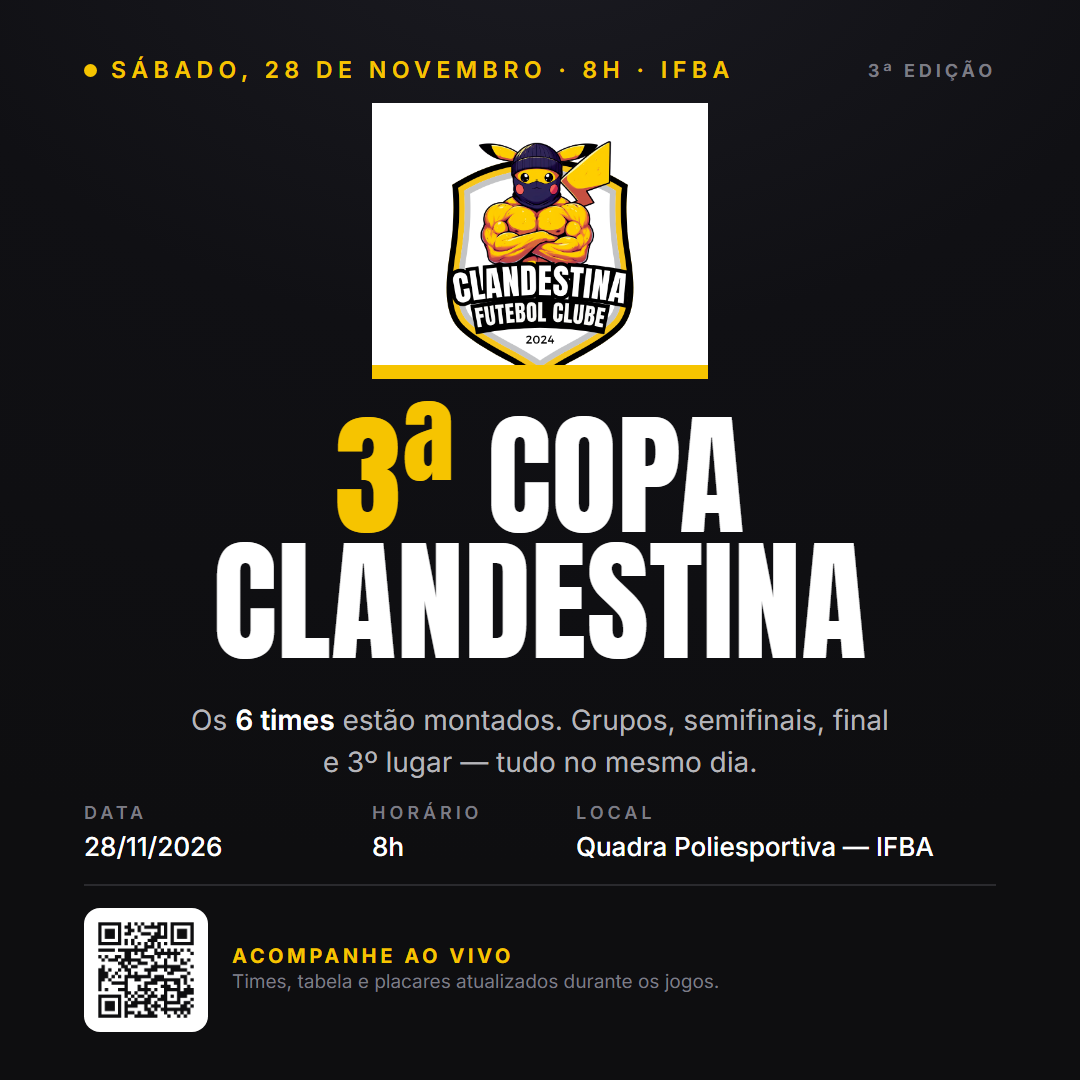 SÁBADO, 28 DE NOVEMBRO · 8H · IFBA
3ª EDIÇÃO
CLANDESTINA
FUTEBOL CLUBE
2024
3ª COPA
CLANDESTINA
Os 6 times estão montados. Grupos, semifinais, final
e 3º lugar — tudo no mesmo dia.
DATA
28/11/2026
HORÁRIO
8h
LOCAL
Quadra Poliesportiva — IFBA
ACOMPANHE AO VIVO
Times, tabela e placares atualizados durante os jogos.